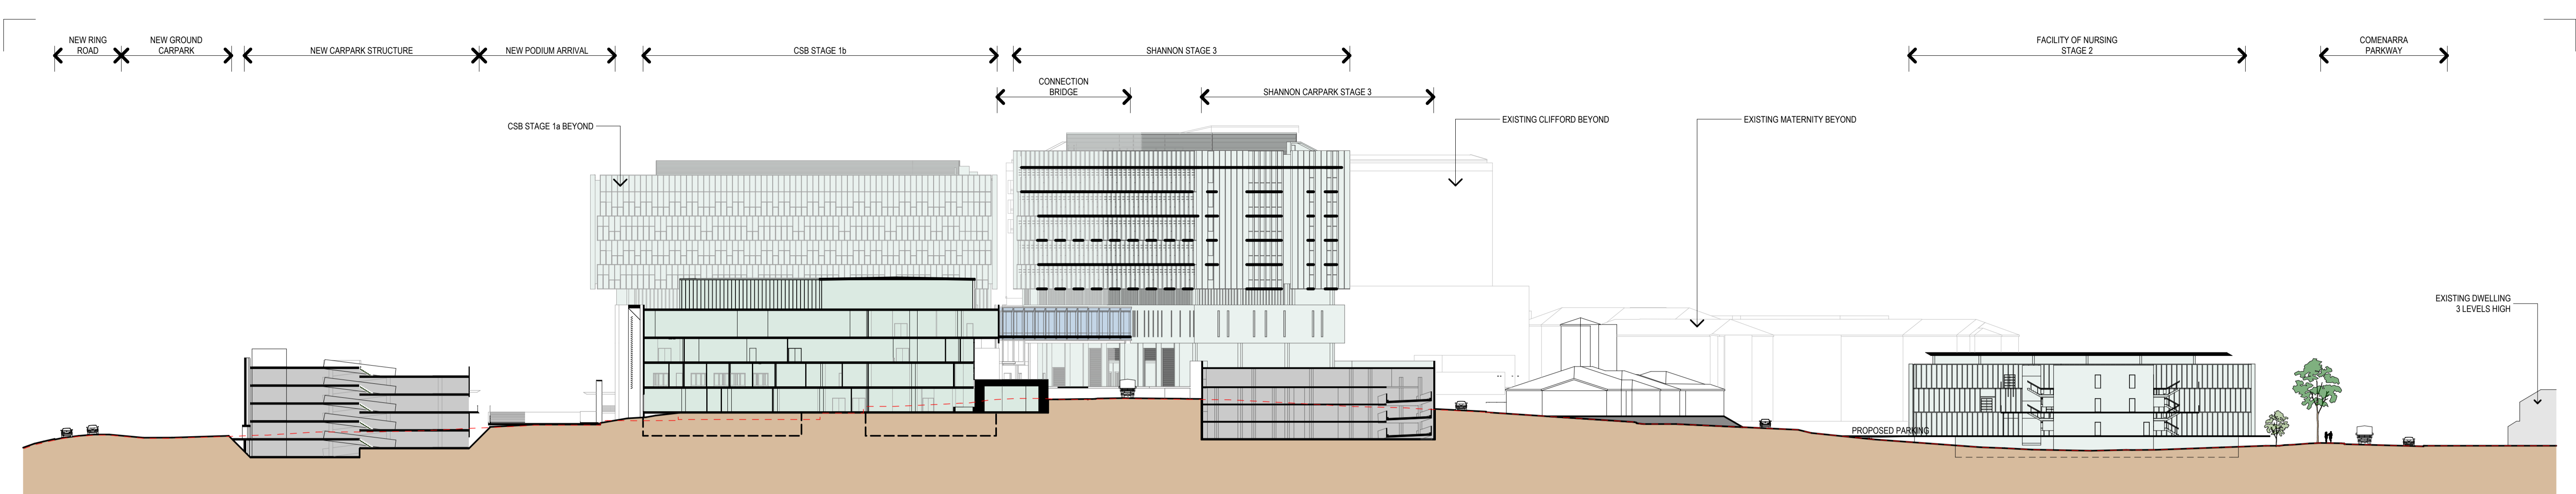 NEW RING
ROAD
NEW GROUND
CARPARK
NEW CARPARK STRUCTURE
NEW PODIUM ARRIVAL
CSB STAGE 1b
SHANNON STAGE 3
FACILITY OF NURSING
STAGE 2
COMENARRA
PARKWAY
CONNECTION
BRIDGE
SHANNON CARPARK STAGE 3
CSB STAGE 1a BEYOND
EXISTING CLIFFORD BEYOND
EXISTING MATERNITY BEYOND
EXISTING DWELLING
3 LEVELS HIGH
PROPOSED PARKING